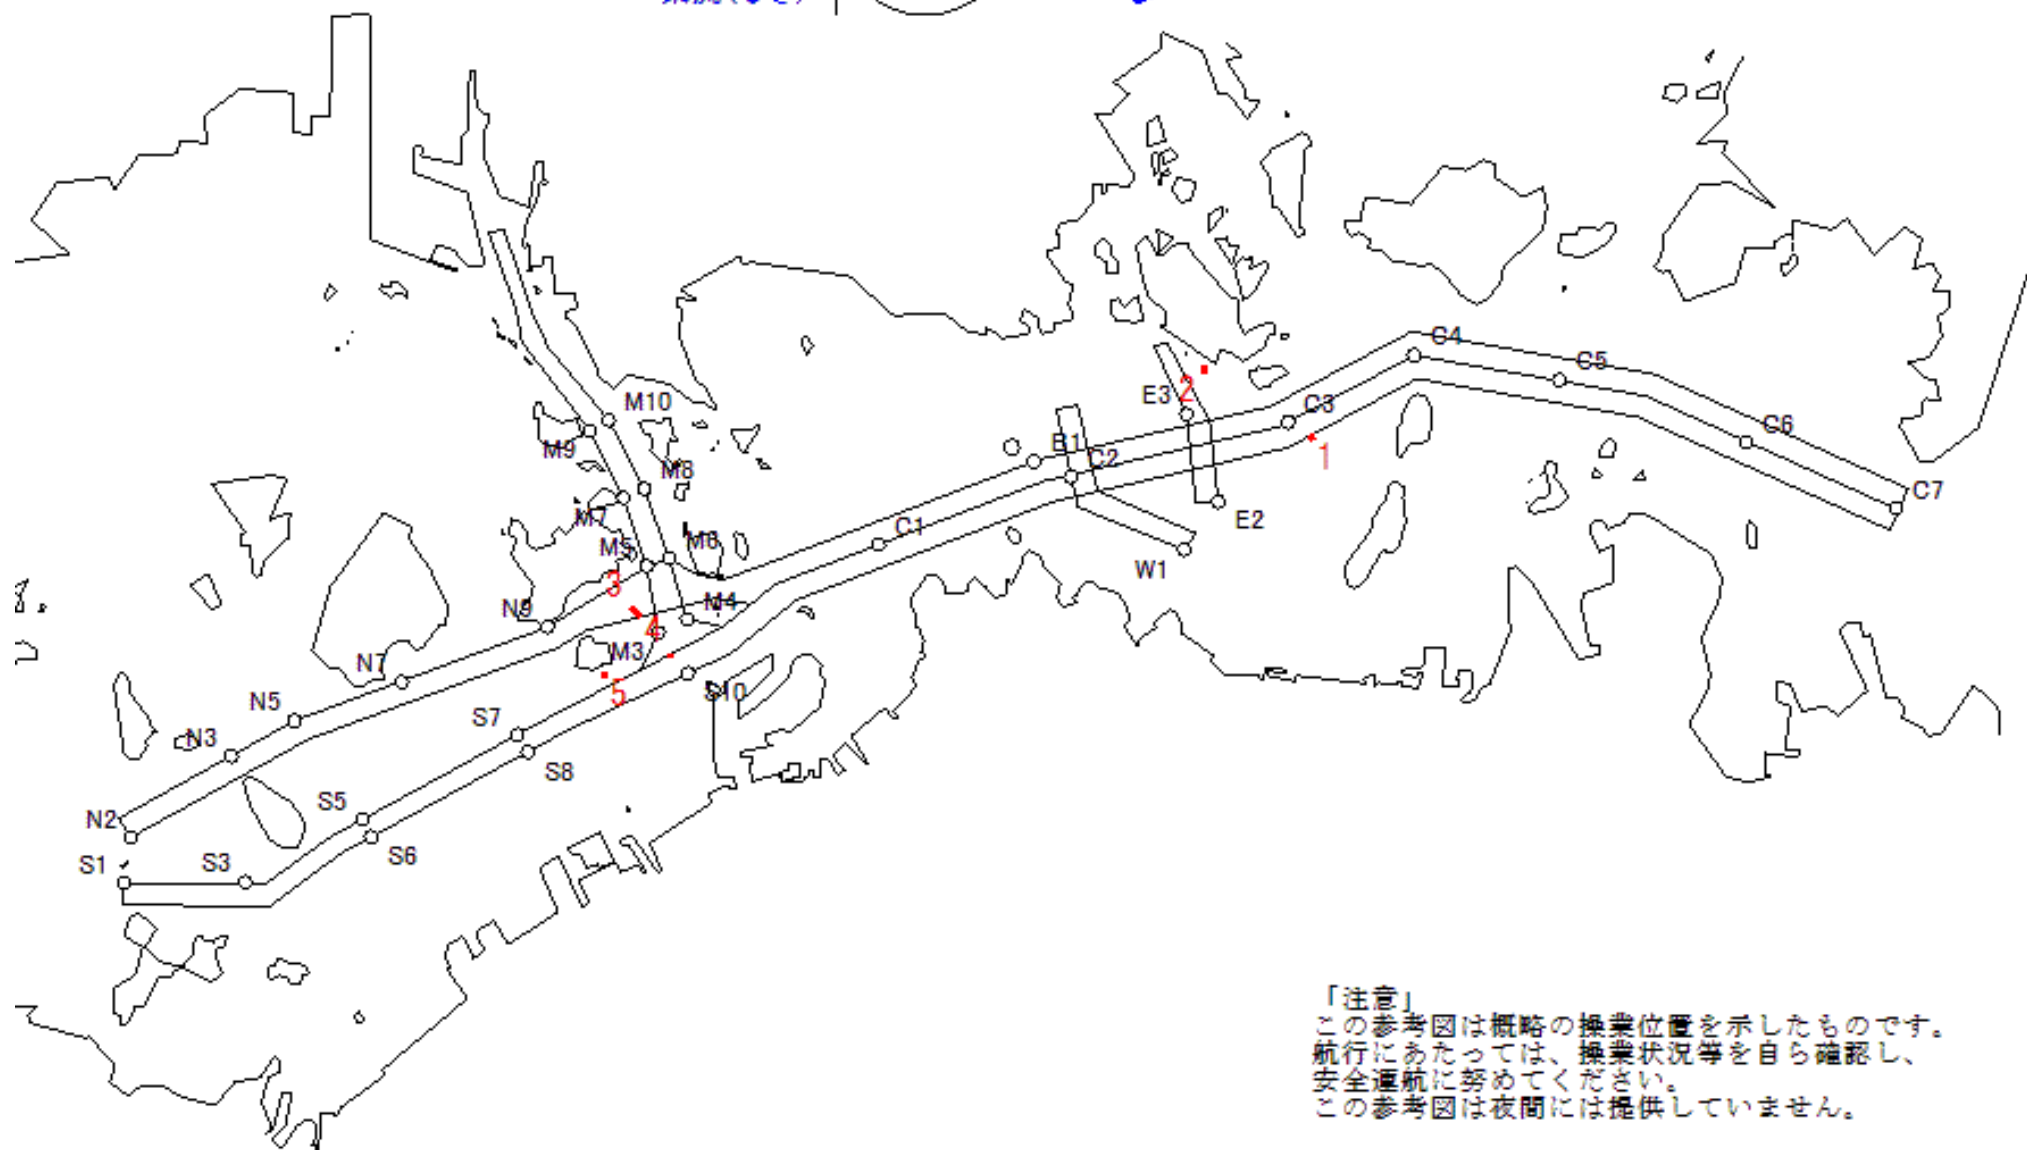 C4
C5
M10
E3
2
C3
C6
M9
B1
1
M8
C2
C7
M7
E2
C1
M5
M6
W1
3
N9
M4
4
M3
N7
5
S10
N5
S7
N3
S8
S5
N2
S6
S1
S3
「注意」
この参考図は概略の操業位置を示したものです。
航行にあたっては、操業状況等を自ら確認し、
安全運航に努めてください。
この参考図は夜間には提供していません。